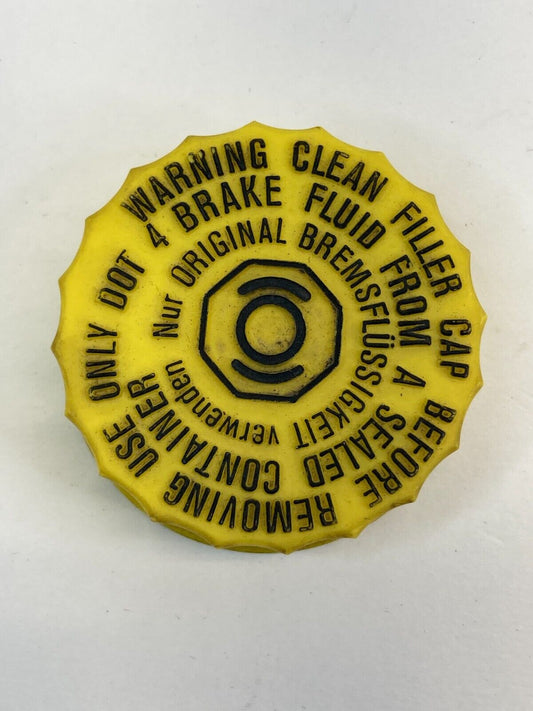 WARNING CLEAN FILLER CAP BEFORE REMOVING USE ONLY DOT
4 BRAKE FLUID FROM A SEALED CONTAINER
Nur ORIGINAL BREMSFLÜSSIGKEIT verwenden